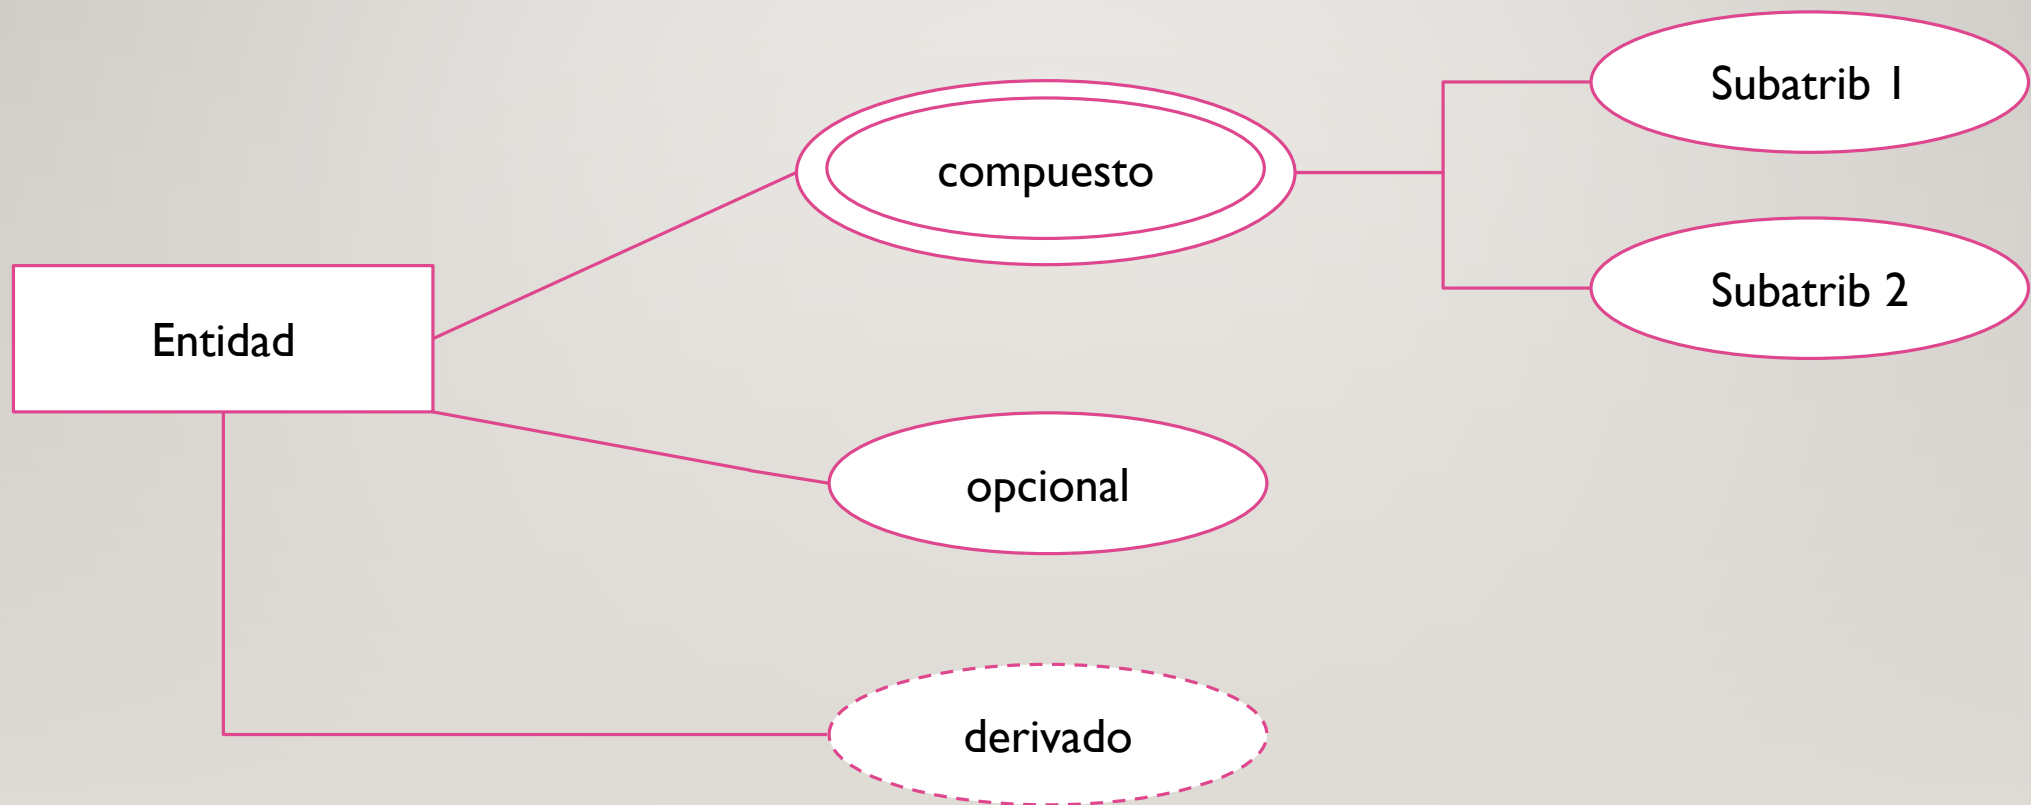 Subatrib 1
compuesto
Subatrib 2
Entidad
opcional
derivado